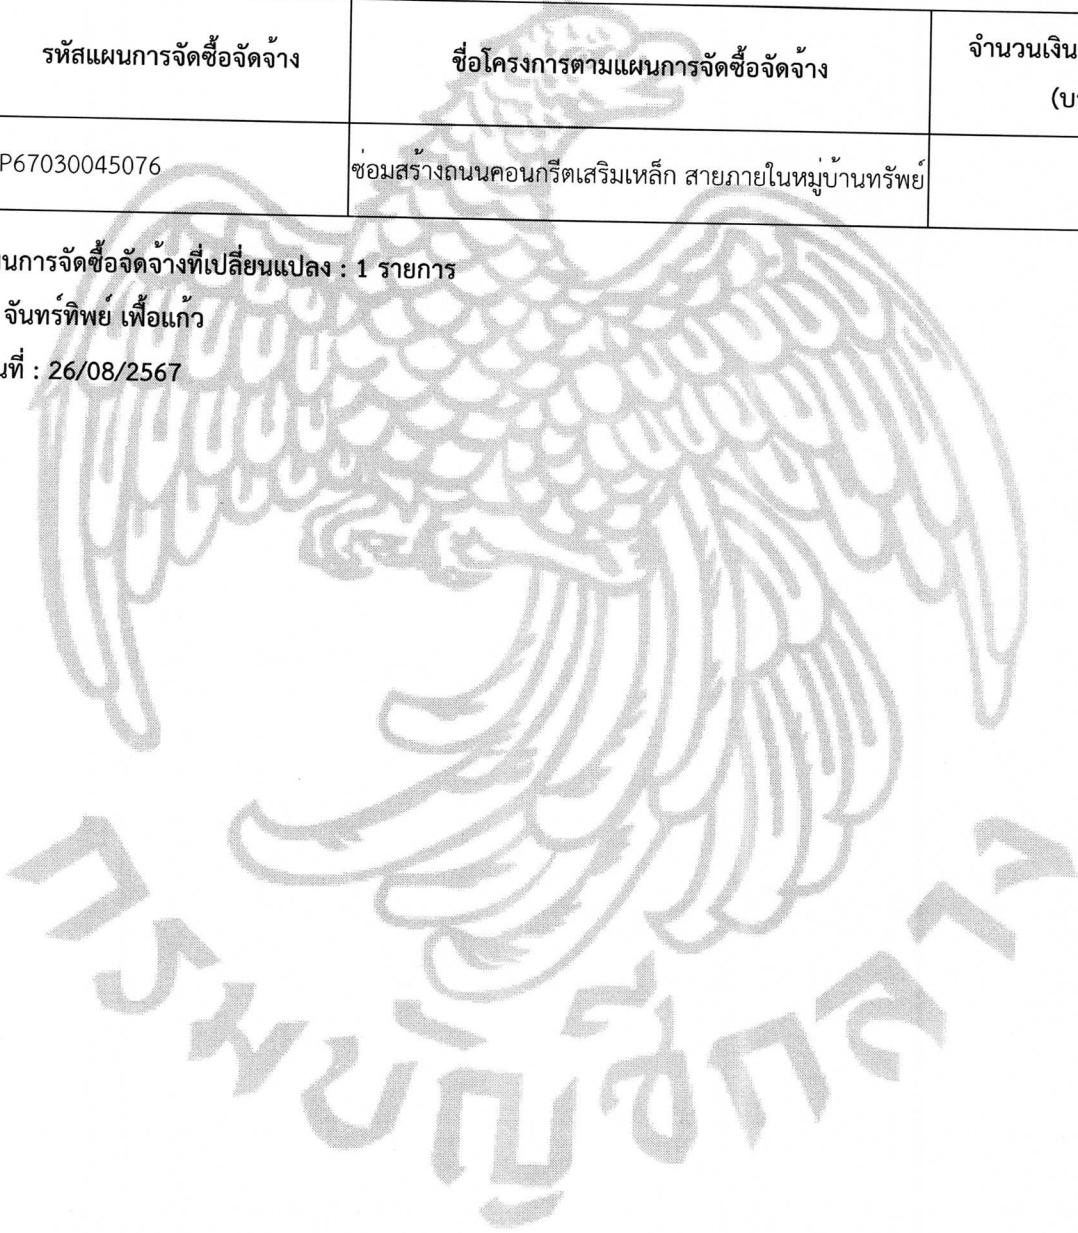 รหัสแผนการจัดซื้อจัดจ้าง ชื่อโครงการตามแผนการจัดซื้อจัดจ้าง จำนวนเงิน
(บ
P67030045076 ซ่อมสร้างถนนคอนกรีตเสริมเหล็ก สายภายในหมู่บ้านทรัพย์
นการจัดซื้อจัดจ้างที่เปลี่ยนแปลง : 1 รายการ
จันทร์ทิพย์ เฟื้อแก้ว
นที่ : 26/08/2567
กรมบัญชีกลาง